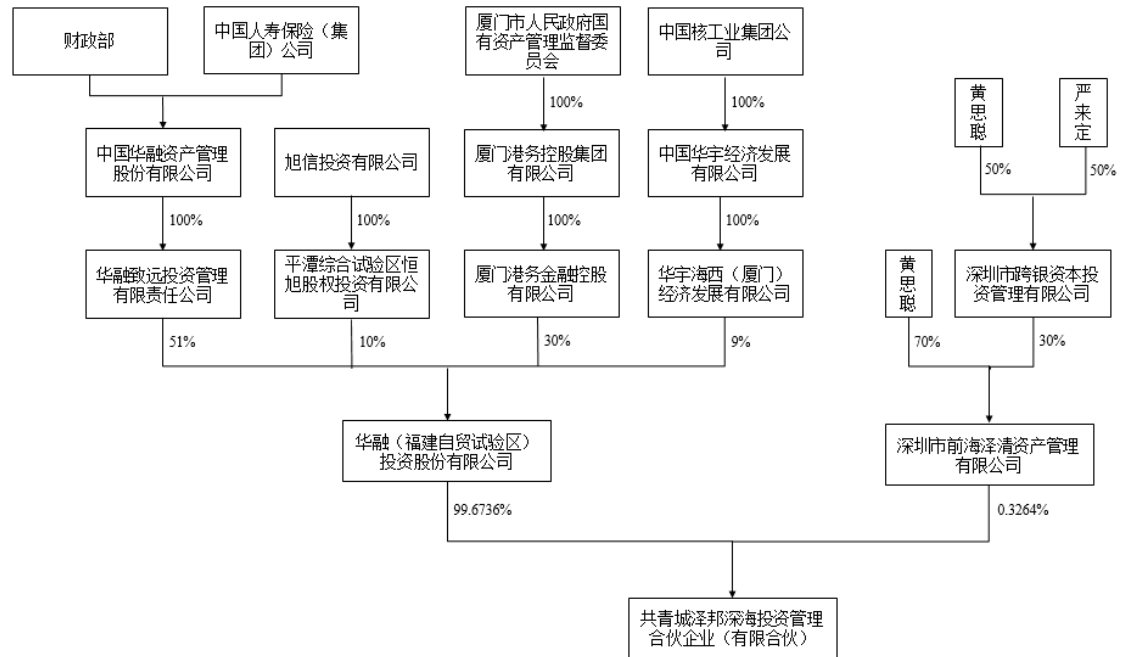 财政部
中国人寿保险（集
团）公司
厦门市人民政府国
有资产管理监督委
员会
中国核工业集团公
司
黄思聪
严来定
100%
100%
中国华融资产管理
股份有限公司
旭信投资有限公司
厦门港务控股集团
有限公司
中国华宇经济发展
有限公司
50%
50%
100%
100%
100%
100%
华融致远投资管理
有限责任公司
平潭综合试验区恒
旭股权投资有限公
司
厦门港务金融控股
有限公司
华宇海西（厦门）
经济发展有限公司
黄思聪
深圳市跨银资本投
资管理有限公司
51%
10%
30%
9%
70%
30%
华融（福建自贸试验区）
投资股份有限公司
深圳市前海泽清资产管理
有限公司
99.6736%
0.3264%
共青城泽邦深海投资管理
合伙企业（有限合伙）